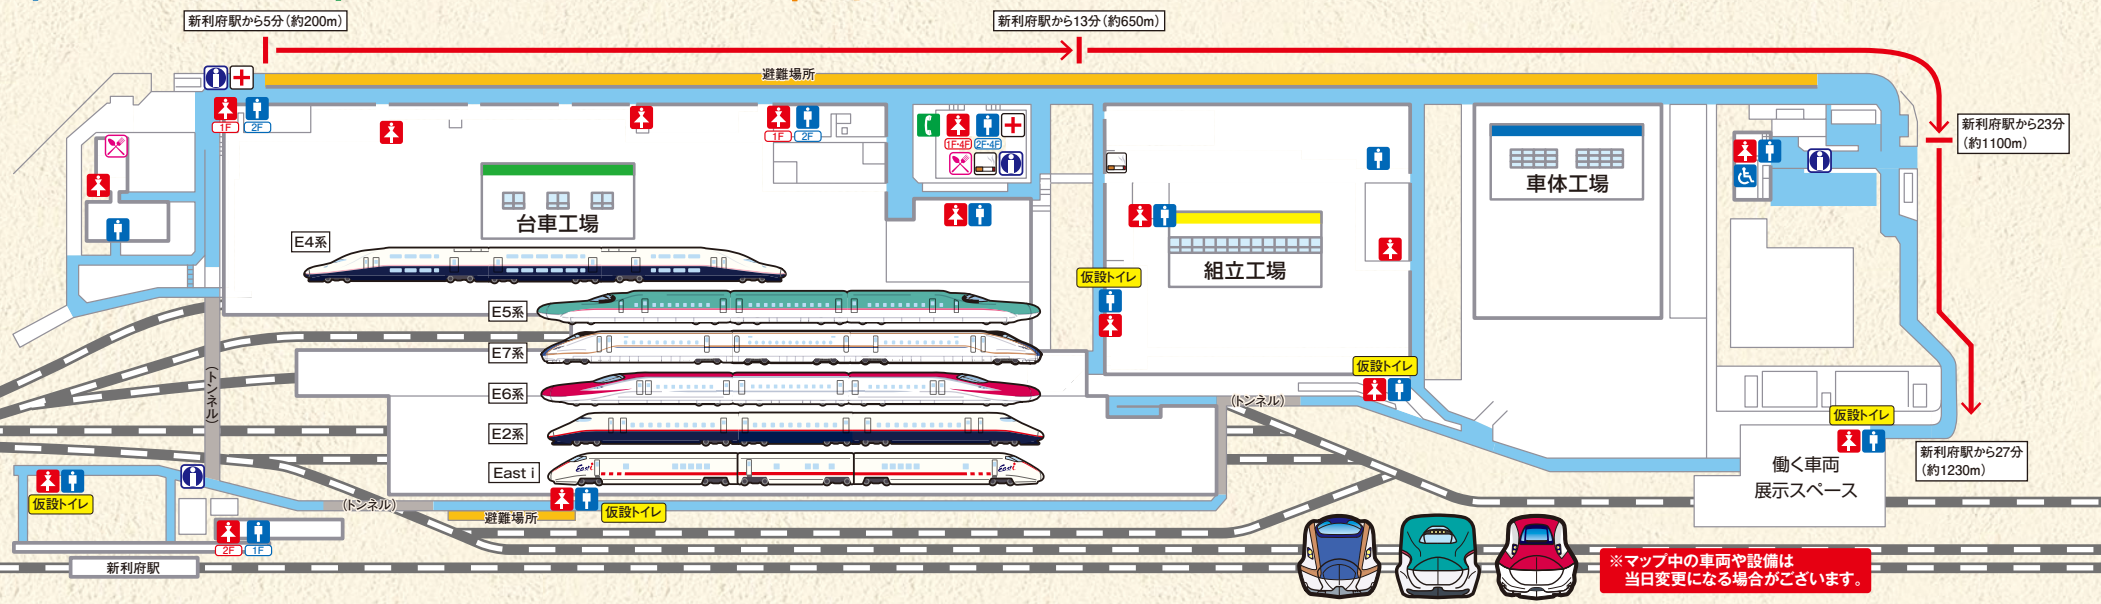 新利府駅から5分（約200m）
新利府駅から13分（約650m）
避難場所
新利府駅から23分
（約1100m）
1F
2F
1F
2F
1F・4F
2F・4F
台車工場
車体工場
組立工場
E4系
E5系
E7系
E6系
E2系
East i
East i
East i
仮設トイレ
仮設トイレ
仮設トイレ
（トンネル）
（トンネル）
新利府駅から27分
（約1230m）
働く車両
展示スペース
仮設トイレ
（トンネル）
避難場所
仮設トイレ
2F
1F
新利府駅
※マップ中の車両や設備は
当日変更になる場合がございます。